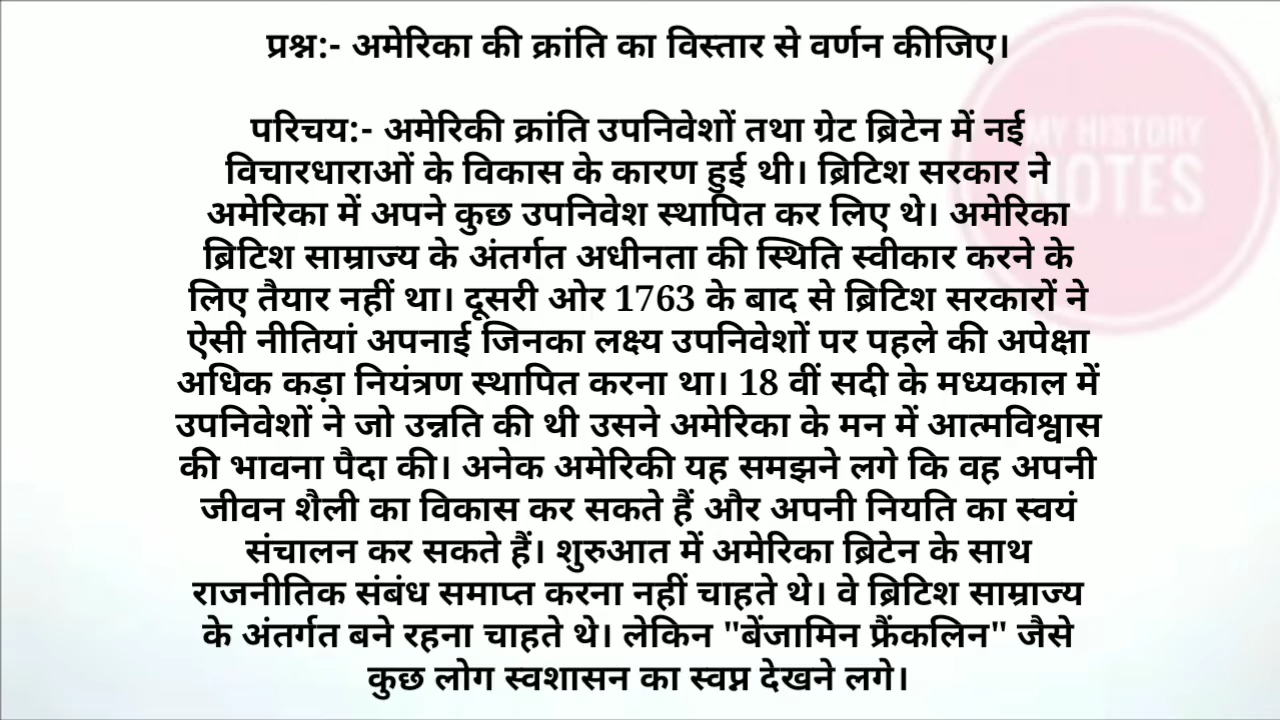 प्रश्न:- अमेरिका की क्रांति का विस्तार से वर्णन कीजिए।
परिचय:- अमेरिकी क्रांति उपनिवेशों तथा ग्रेट ब्रिटेन में नई
विचारधाराओं के विकास के कारण हुई थी। ब्रिटिश सरकार ने
अमेरिका में अपने कुछ उपनिवेश स्थापित कर लिए थे। अमेरिका
ब्रिटिश साम्राज्य के अंतर्गत अधीनता की स्थिति स्वीकार करने के
लिए तैयार नहीं था। दूसरी ओर 1763 के बाद से ब्रिटिश सरकारों ने
ऐसी नीतियां अपनाई जिनका लक्ष्य उपनिवेशों पर पहले की अपेक्षा
अधिक कड़ा नियंत्रण स्थापित करना था। 18 वीं सदी के मध्यकाल में
उपनिवेशों ने जो उन्नति की थी उसने अमेरिका के मन में आत्मविश्वास
की भावना पैदा की। अनेक अमेरिकी यह समझने लगे कि वह अपनी
जीवन शैली का विकास कर सकते हैं और अपनी नियति का स्वयं
संचालन कर सकते हैं। शुरुआत में अमेरिका ब्रिटेन के साथ
राजनीतिक संबंध समाप्त करना नहीं चाहते थे। वे ब्रिटिश साम्राज्य
के अंतर्गत बने रहना चाहते थे। लेकिन "बेंजामिन फ्रैंकलिन" जैसे
कुछ लोग स्वशासन का स्वप्न देखने लगे।
MY HISTORY
NOTES